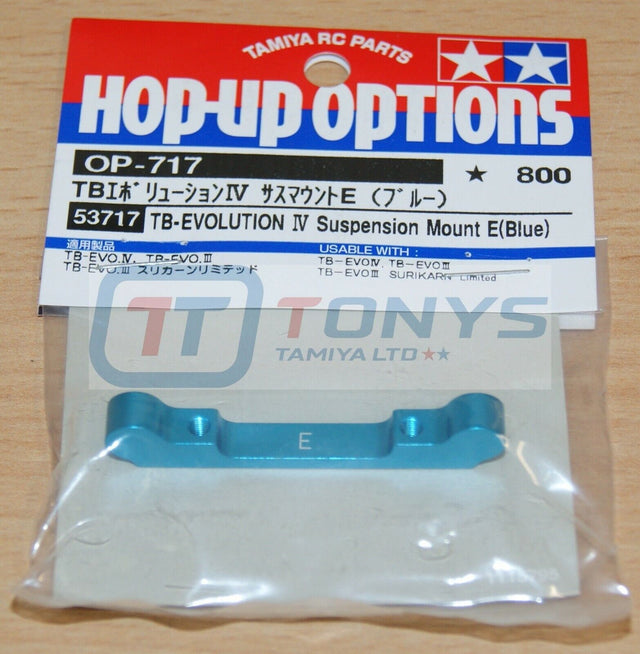 TAMIYA RC PARTS
HOP-UP OPTIONS
OP-717
★ 800
TBエボリューションⅣ サスマウントE (ブルー)
53717 TB-EVOLUTION Ⅳ Suspension Mount E(Blue)
適用製品
TB-EVO.Ⅳ, TB-EVO.Ⅲ
TB-EVO.Ⅲ スリカーンリミテッド
USABLE WITH :
TB-EVOⅣ, TB-EVOⅢ
TB-EVOⅢ SURIKARN Limited
TT TONYS
TAMIYA LTD ★★
E